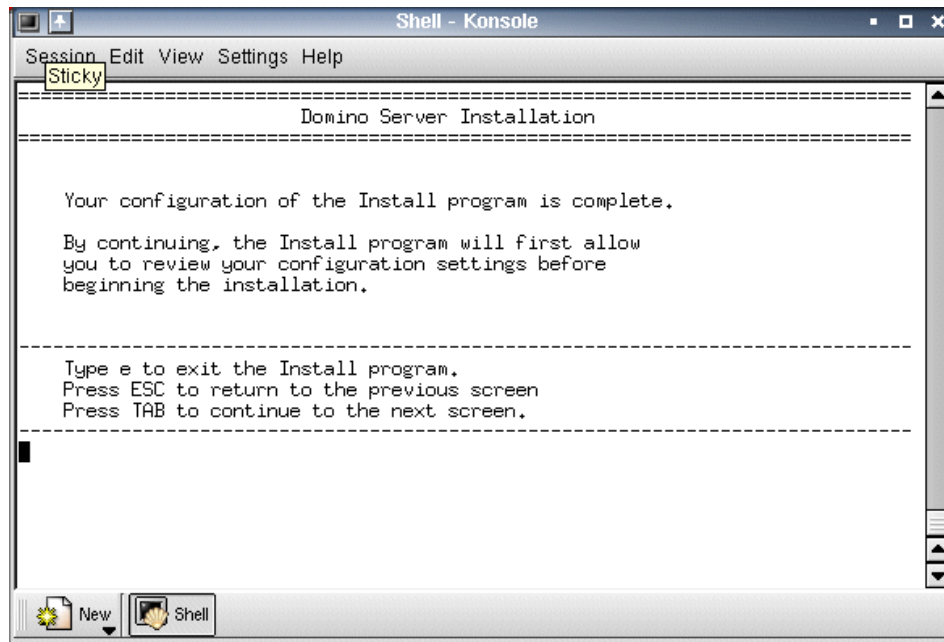 Shell - Konsole
Session Edit View Settings Help
Sticky
================================================================================
Domino Server Installation
================================================================================
Your configuration of the Install program is complete.
By continuing, the Install program will first allow
you to review your configuration settings before
beginning the installation.
--------------------------------------------------------------------------------
Type e to exit the Install program.
Press ESC to return to the previous screen
Press TAB to continue to the next screen.
--------------------------------------------------------------------------------
New
Shell